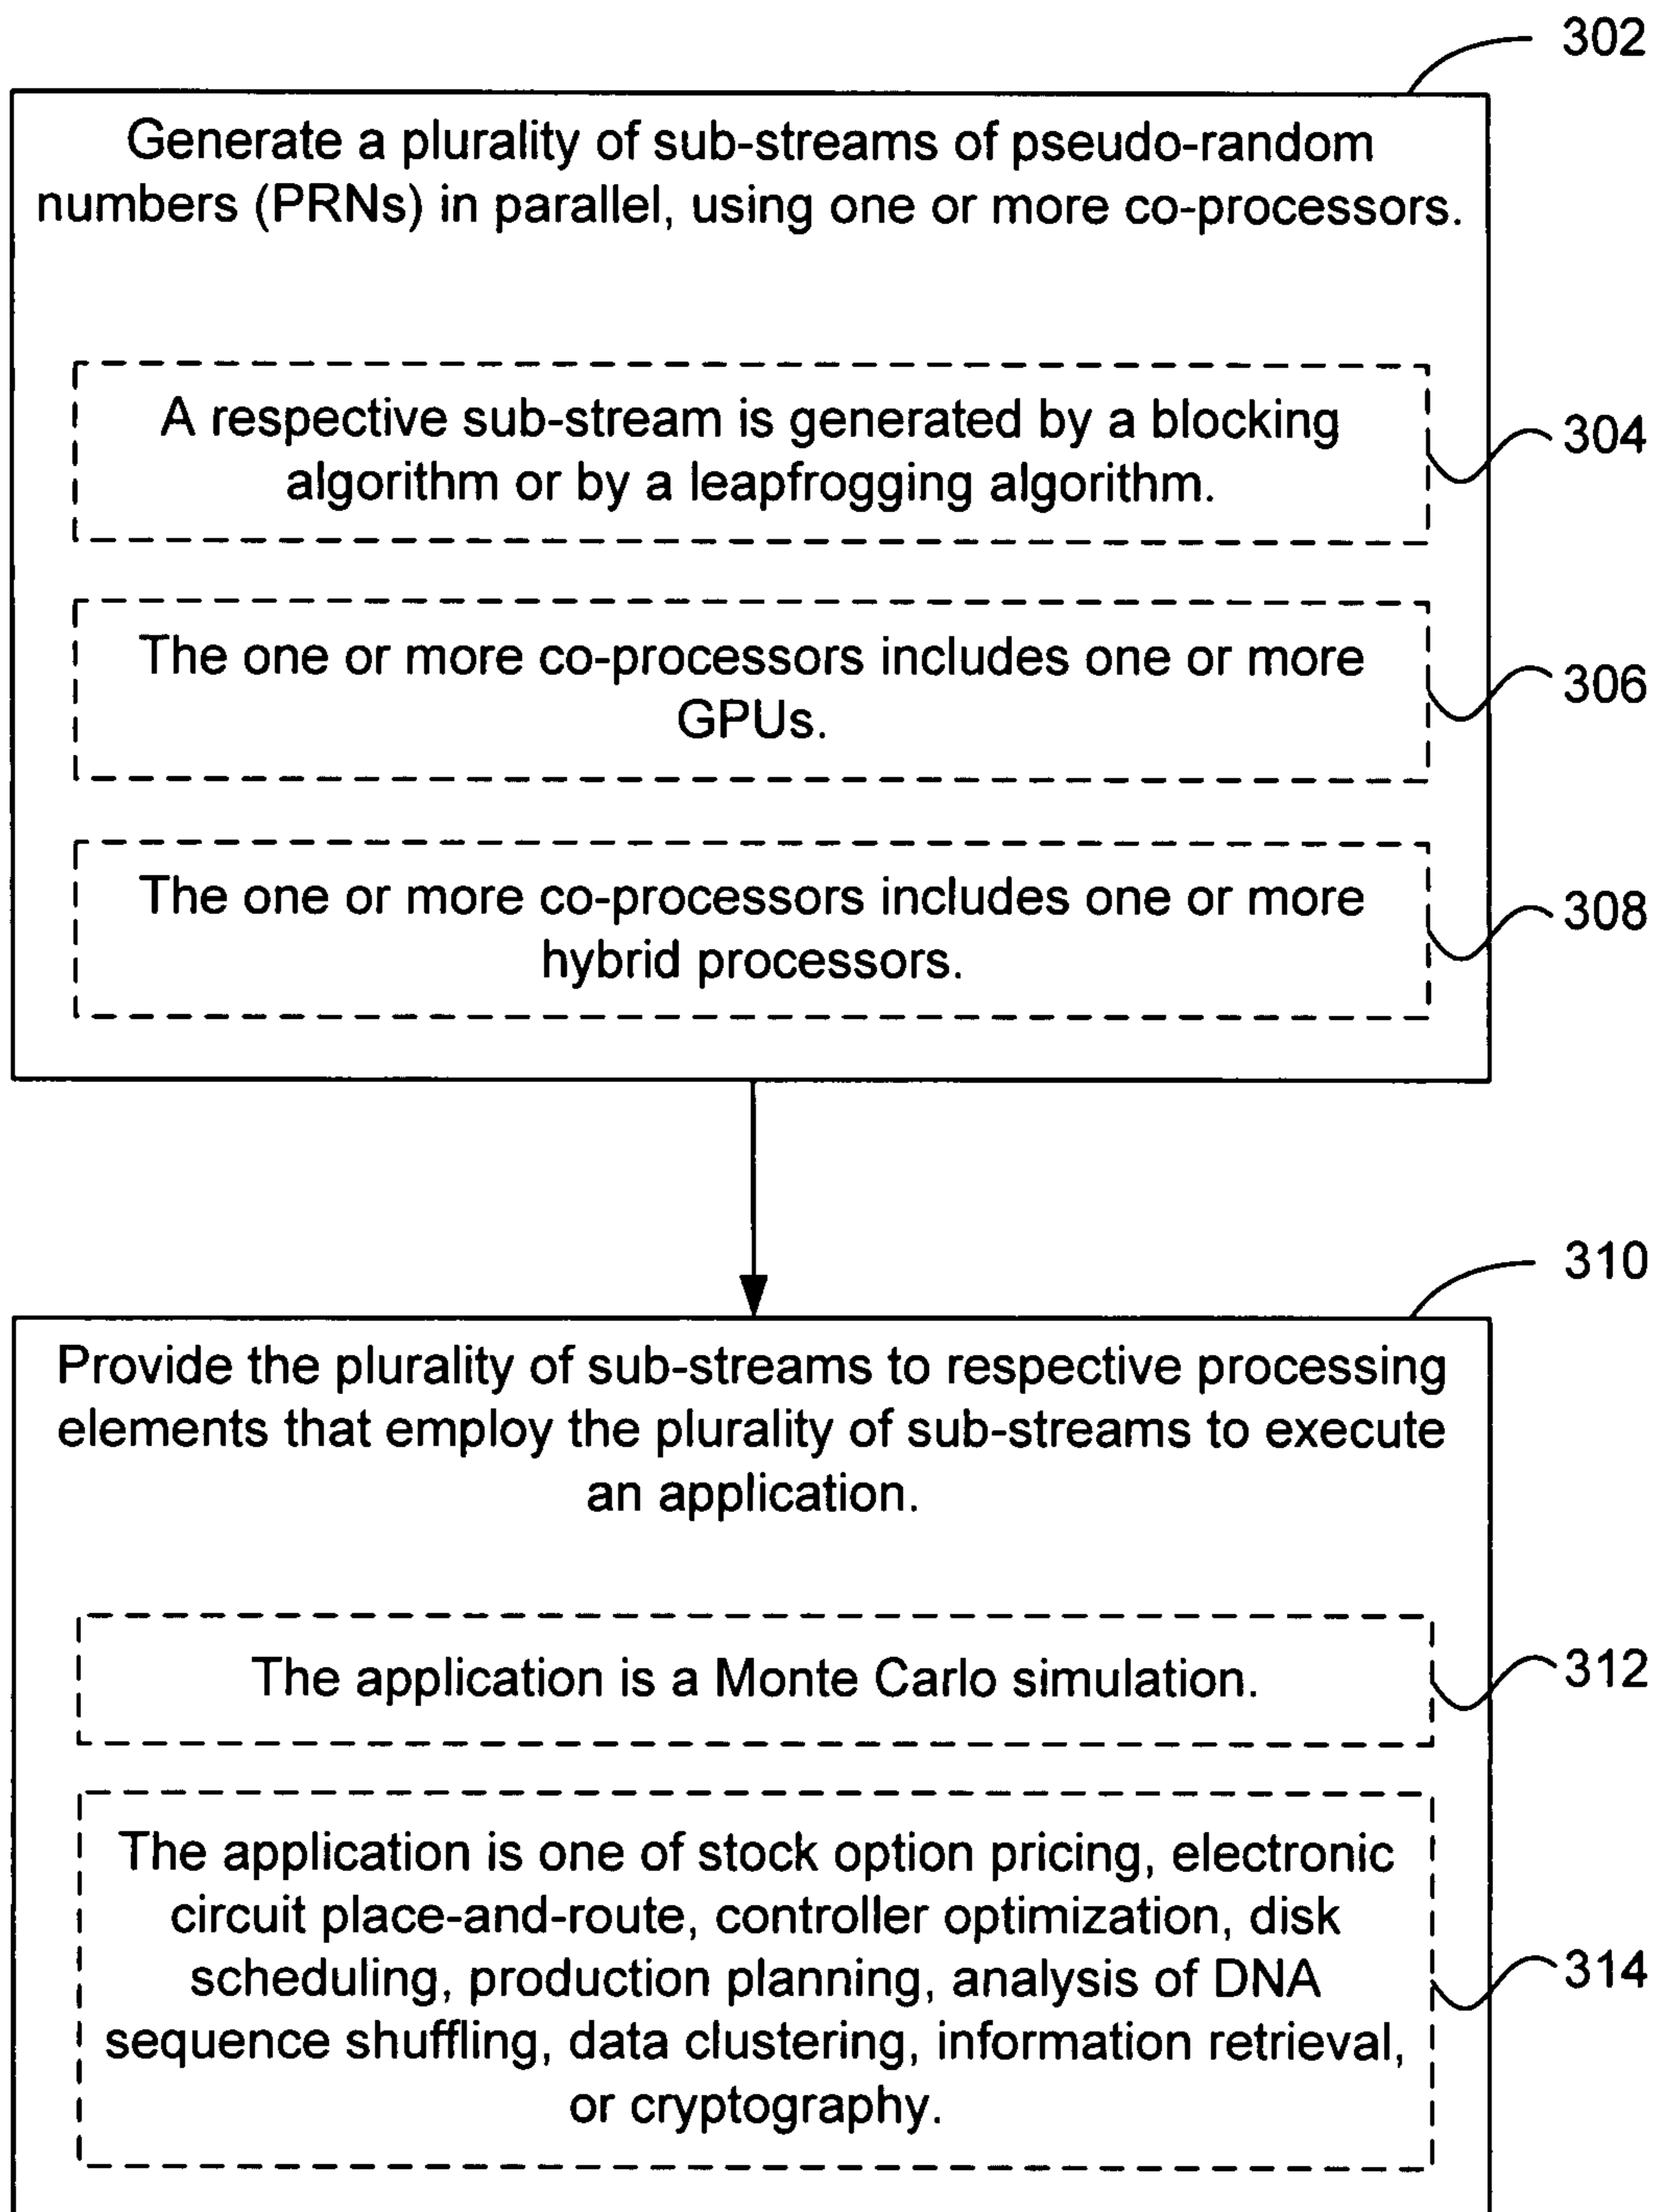 302
Generate a plurality of sub-streams of pseudo-random
numbers (PRNs) in parallel, using one or more co-processors.
A respective sub-stream is generated by a blocking
algorithm or by a leapfrogging algorithm.
304
The one or more co-processors includes one or more
GPUs.
306
The one or more co-processors includes one or more
hybrid processors.
308
310
Provide the plurality of sub-streams to respective processing
elements that employ the plurality of sub-streams to execute
an application.
The application is a Monte Carlo simulation.
312
The application is one of stock option pricing, electronic
circuit place-and-route, controller optimization, disk
scheduling, production planning, analysis of DNA
sequence shuffling, data clustering, information retrieval,
or cryptography.
314